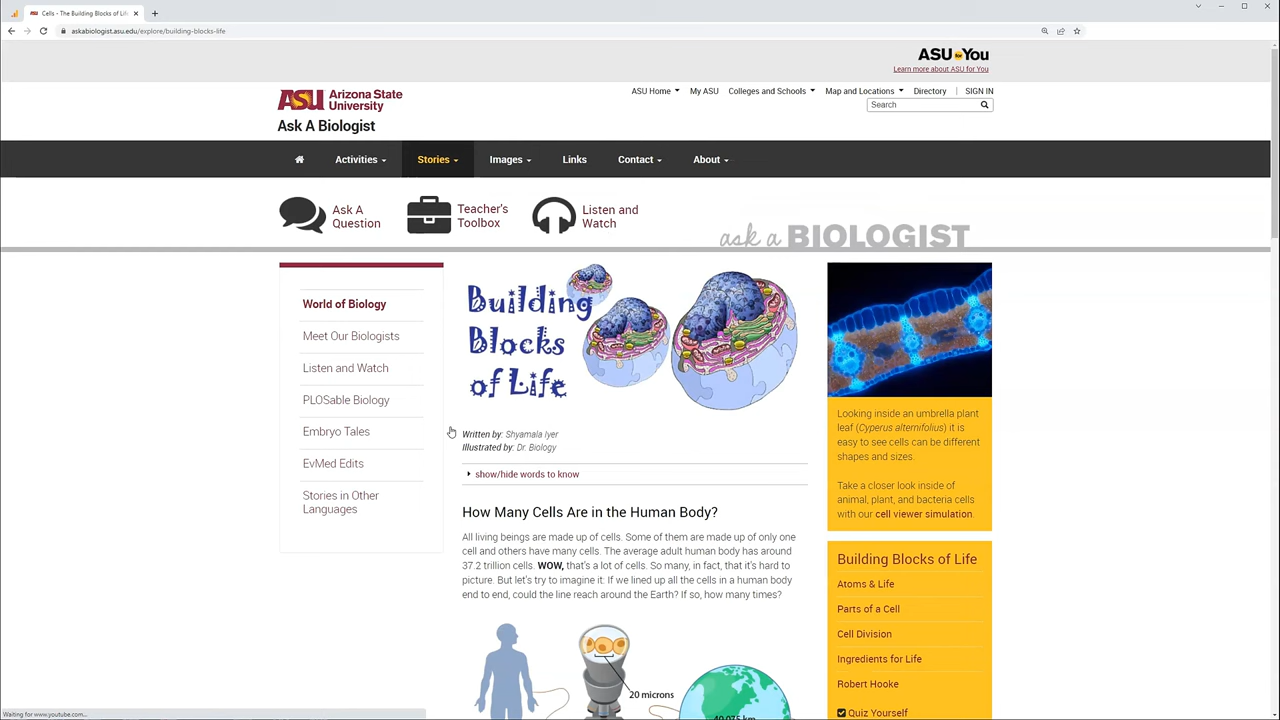 Cells - The Building Blocks of Lif
askabiologist.asu.edu/explore/building-blocks-life
ASU for You
Learn more about ASU for You
ASU Arizona State University
ASU Home
My ASU
Colleges and Schools
Map and Locations
Directory
SIGN IN
Ask A Biologist
Search
Activities
Stories
Images
Links
Contact
About
Ask A
Question
Teacher's
Toolbox
Listen and
Watch
ask a BIOLOGIST
World of Biology
Meet Our Biologists
Listen and Watch
PLOSable Biology
Embryo Tales
EvMed Edits
Stories in Other
Languages
Building
Blocks
of Life
Written by: Shyamala Iyer
Illustrated by: Dr. Biology
show/hide words to know
How Many Cells Are in the Human Body?
All living beings are made up of cells. Some of them are made up of only one
cell and others have many cells. The average adult human body has around
37.2 trillion cells. WOW, that's a lot of cells. So many, in fact, that it's hard to
picture. But let's try to imagine it: If we lined up all the cells in a human body
end to end, could the line reach around the Earth? If so, how many times?
20 microns
40,075 km
Looking inside an umbrella plant
leaf (Cyperus alternifolius) it is
easy to see cells can be different
shapes and sizes.
Take a closer look inside of
animal, plant, and bacteria cells
with our cell viewer simulation.
Building Blocks of Life
Atoms & Life
Parts of a Cell
Cell Division
Ingredients for Life
Robert Hooke
Quiz Yourself
Waiting for www.youtube.com...